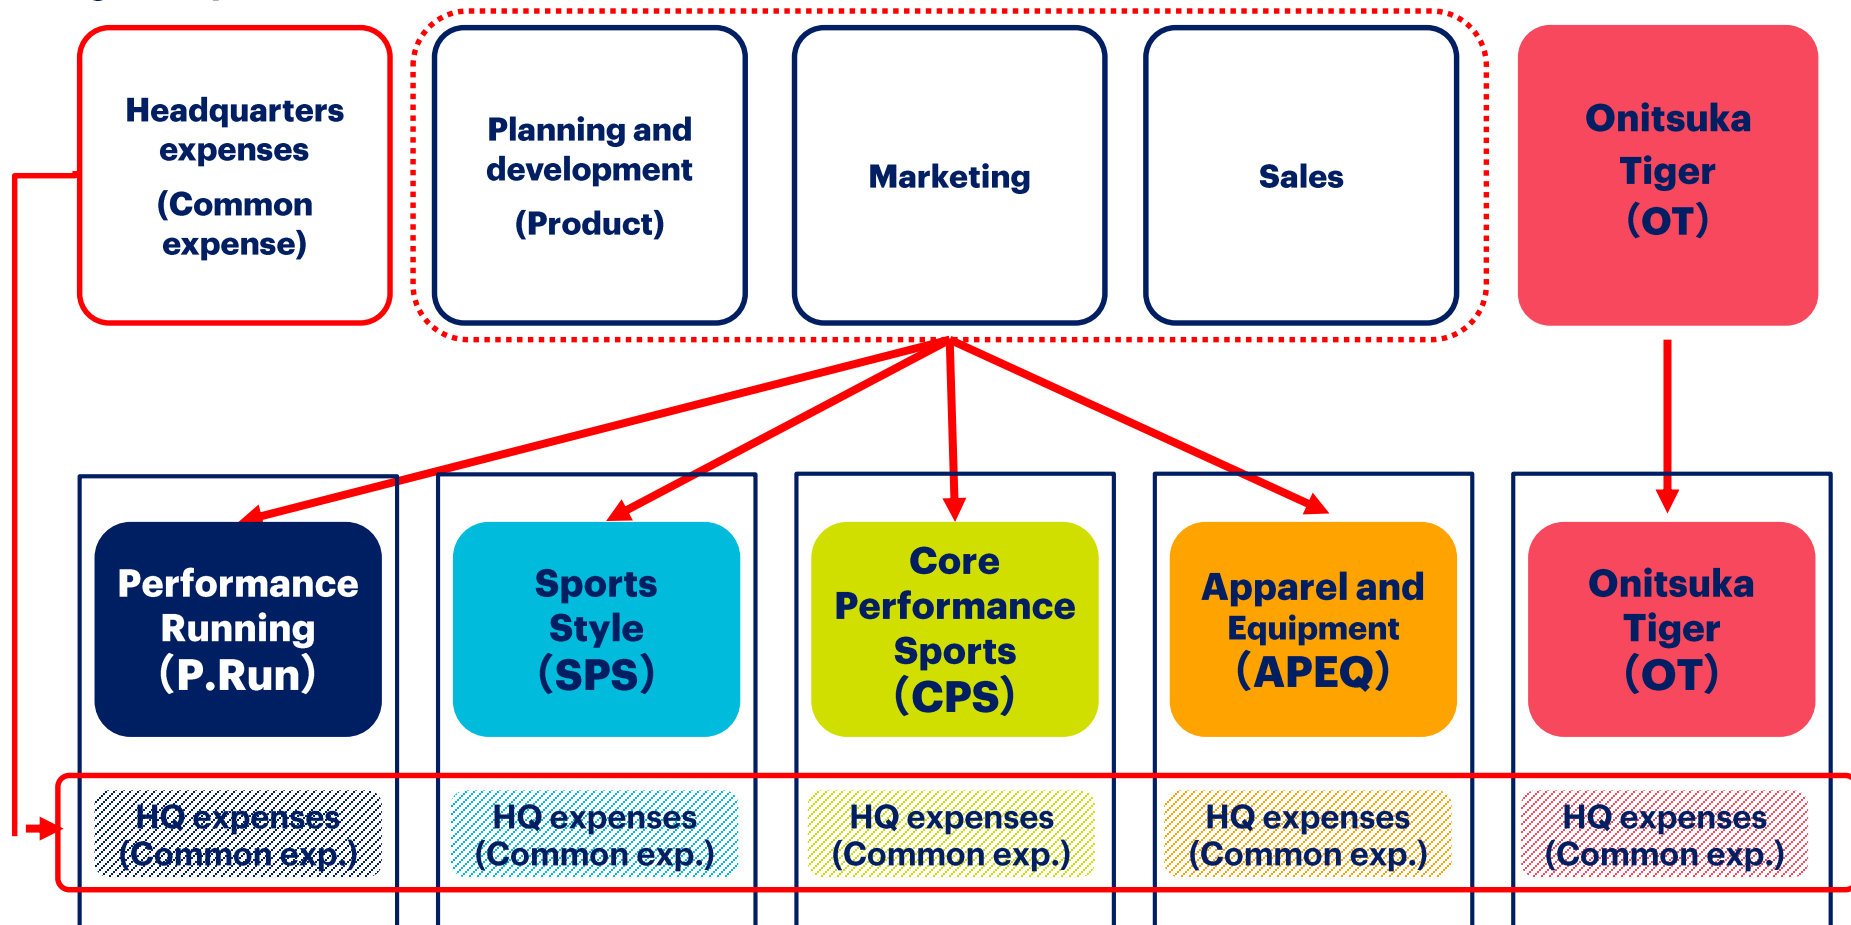 Headquarters
expenses
(Common
expense)
Planning and
development
(Product)
Marketing
Sales
Onitsuka
Tiger
（OT）
Performance
Running
（P.Run）
Sports
Style
（SPS）
Core
Performance
Sports
（CPS）
Apparel and
Equipment
（APEQ）
Onitsuka
Tiger
（OT）
HQ expenses
(Common exp.)
HQ expenses
(Common exp.)
HQ expenses
(Common exp.)
HQ expenses
(Common exp.)
HQ expenses
(Common exp.)